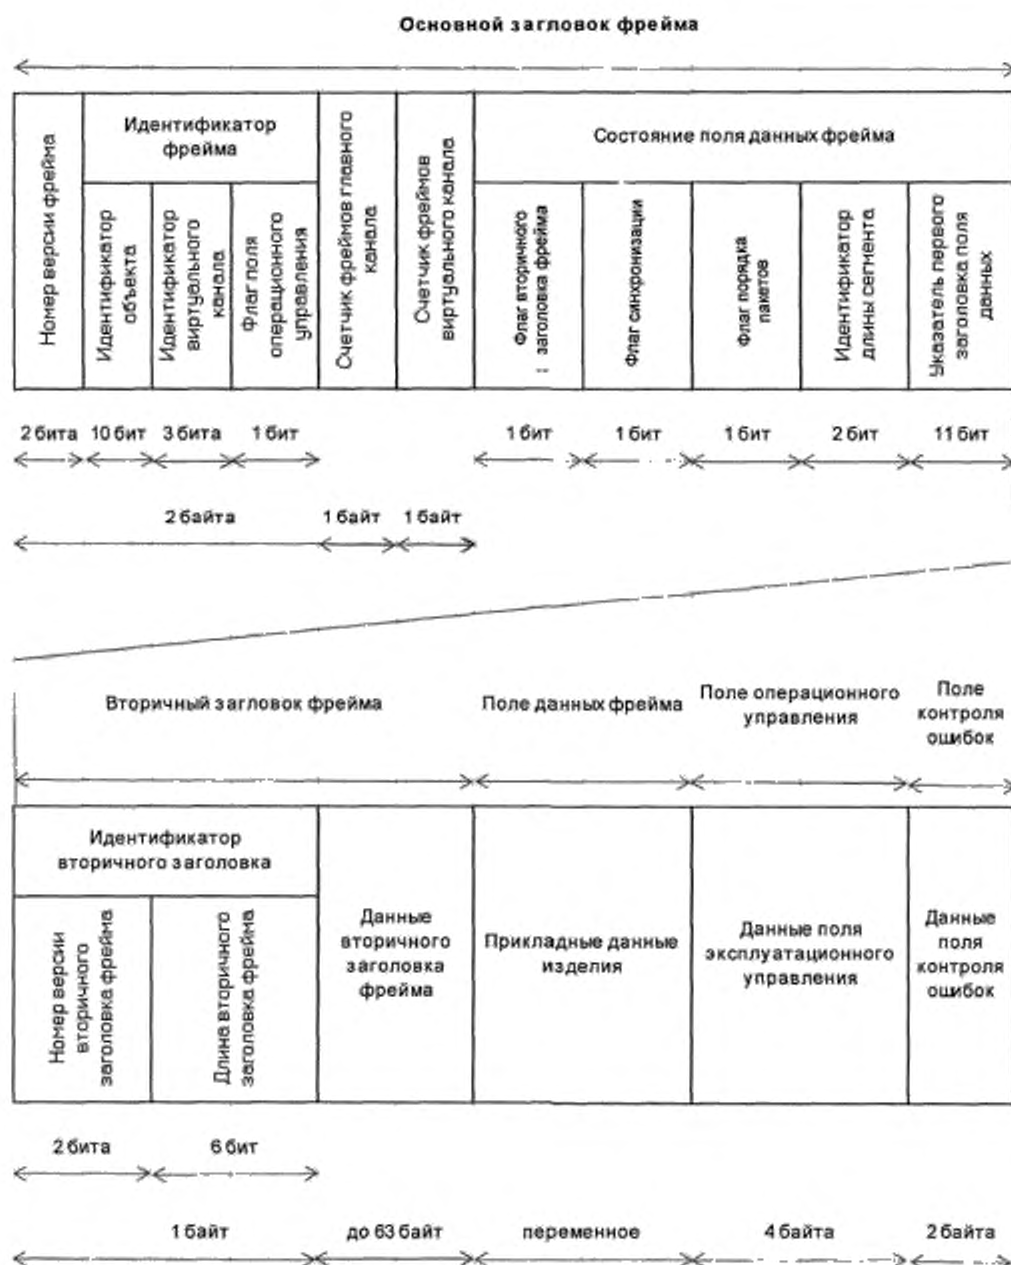 Основной загловок фрейма
Номер версии фрейма
Идентификатор
фрейма
Идентификатор
объекта
Идентификатор
виртуального
канала
Флаг поля
операционного
управления
Счетчик фреймов главного
канала
Счетчик фреймов
виртуального канала
Состояние поля данных фрейма
Флаг вторичного
заголовка фрейма
Флаг синхронизации
Флаг порядка
пакетов
Идентификатор
длины сегмента
Указатель первого
заголовка поля
данных
2 бита 10 бит 3 бита 1 бит 1 бит 1 бит 1 бит 2 бит 11 бит
2 байта 1 байт 1 байт
Вторичный загловок фрейма
Поле данных фрейма
Поле операционного
управления
Поле
контроля
ошибок
Идентификатор
вторичного заголовка
Номер версии
вторичного
заголовка фрейма
Длина вторичного
заголовка фрейма
Данные
вторичного
заголовка
фрейма
Прикладные данные
изделия
Данные поля
эксплуатационного
управления
Данные
поля
контроля
ошибок
2 бита 6 бит
1 байт до 63 байт переменное 4 байта 2 байта